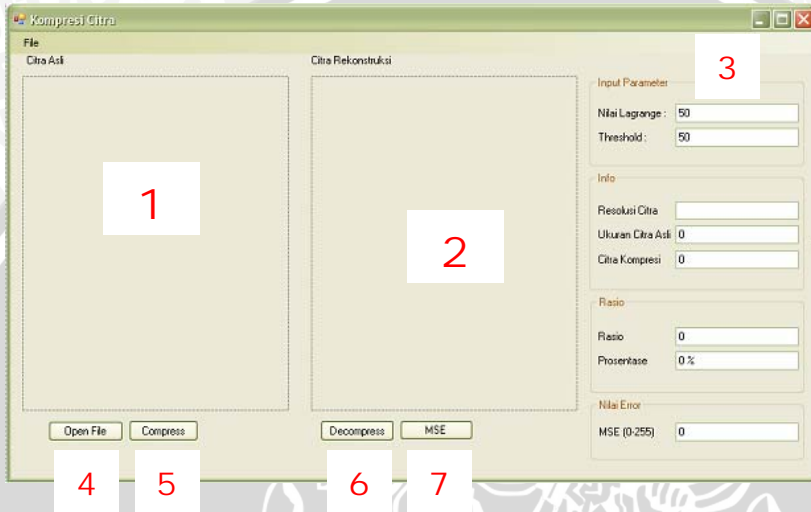 Kompresi Citra
File
Citra Asli
Citra Rekonstruksi
3
Input Parameter
Nilai Lagrange : 50
Threshold : 50
1
2
Info
Resolusi Citra
Ukuran Citra Asli 0
Citra Kompresi 0
Rasio
Rasio 0
Prosentase 0 %
Nilai Error
MSE (0-255) 0
Open File Compress Decompress MSE
4 5 6 7